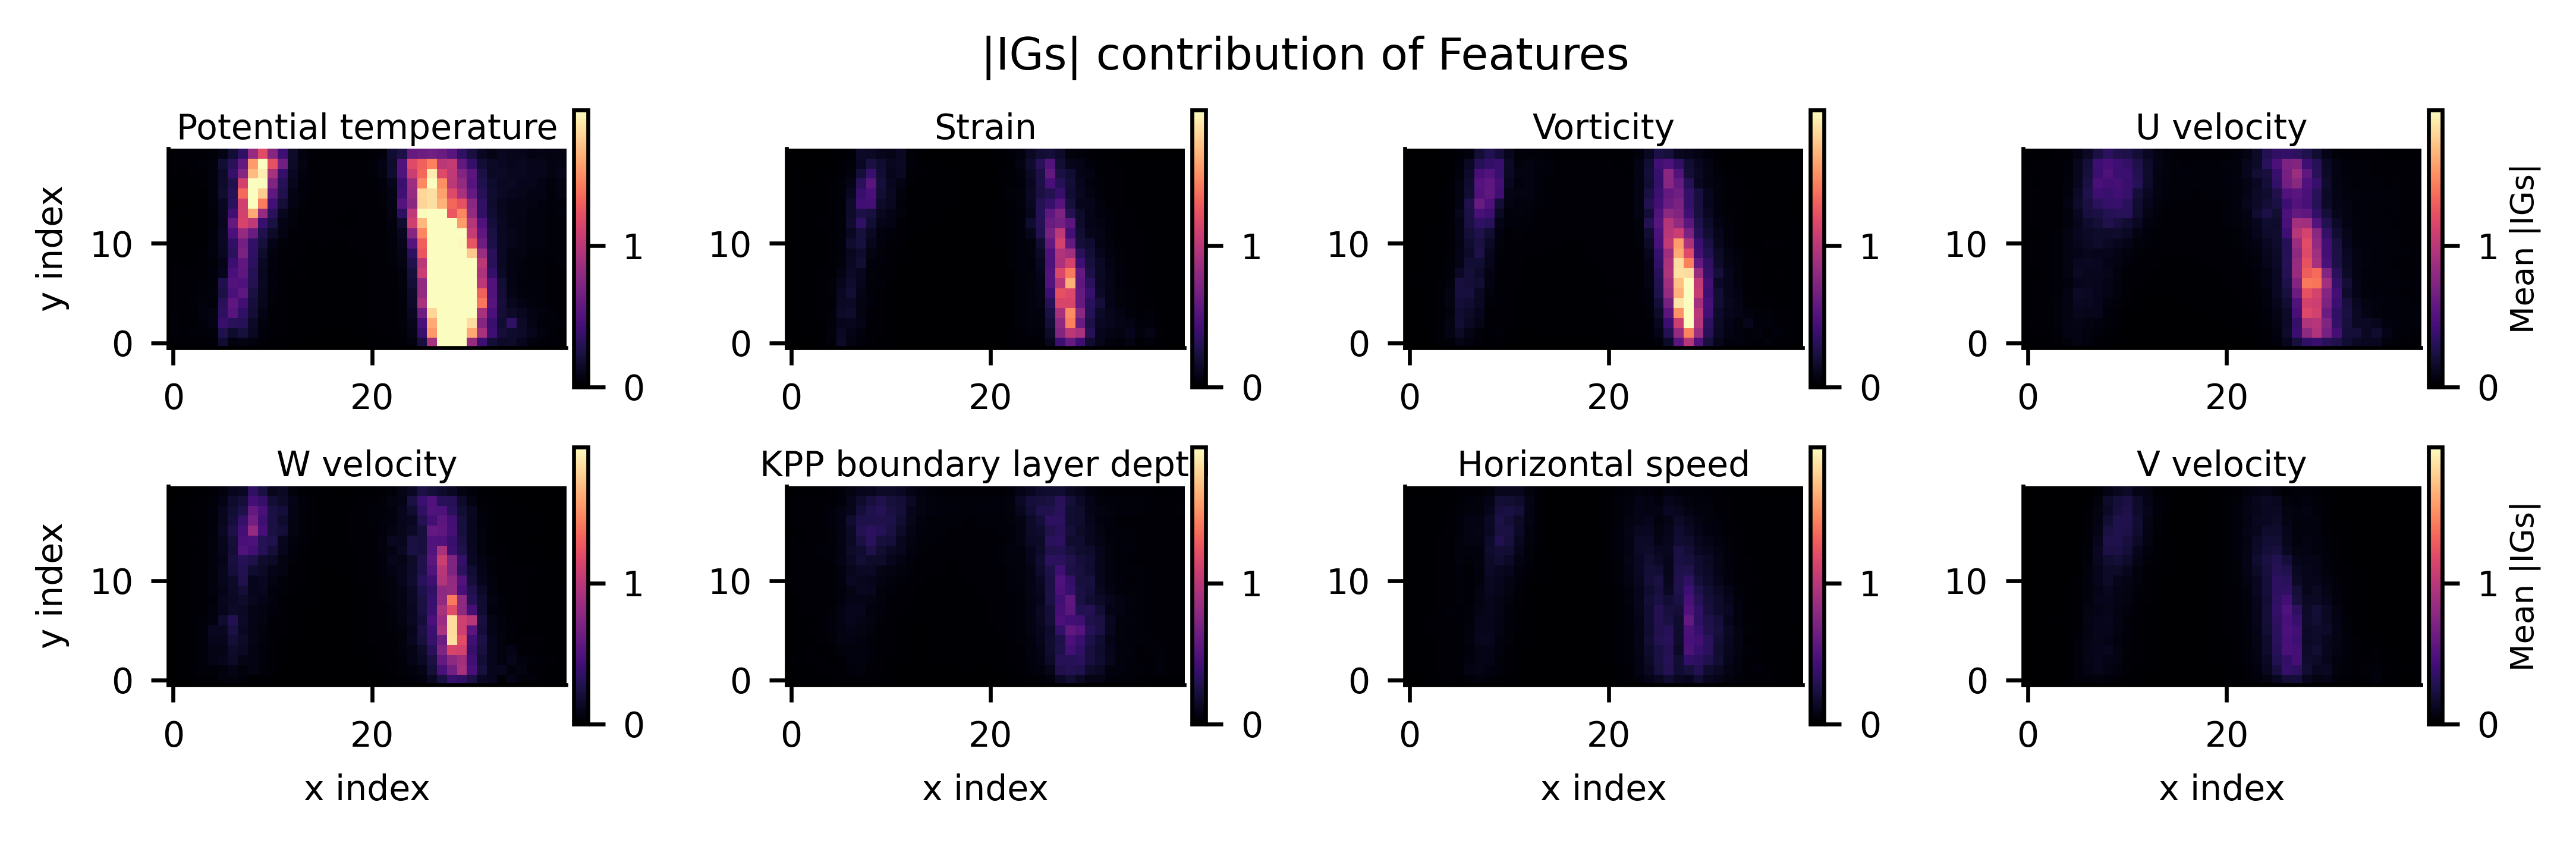 |IGs| contribution of Features
Potential temperature
Strain
Vorticity
U velocity
y index
10
0
0
20
1
0
10
0
0
20
1
0
10
0
0
20
1
0
10
0
0
20
1
0
Mean |IGs|
W velocity
KPP boundary layer dept
Horizontal speed
V velocity
y index
10
0
0
20
x index
1
0
10
0
0
20
x index
1
0
10
0
0
20
x index
1
0
10
0
0
20
x index
1
0
Mean |IGs|